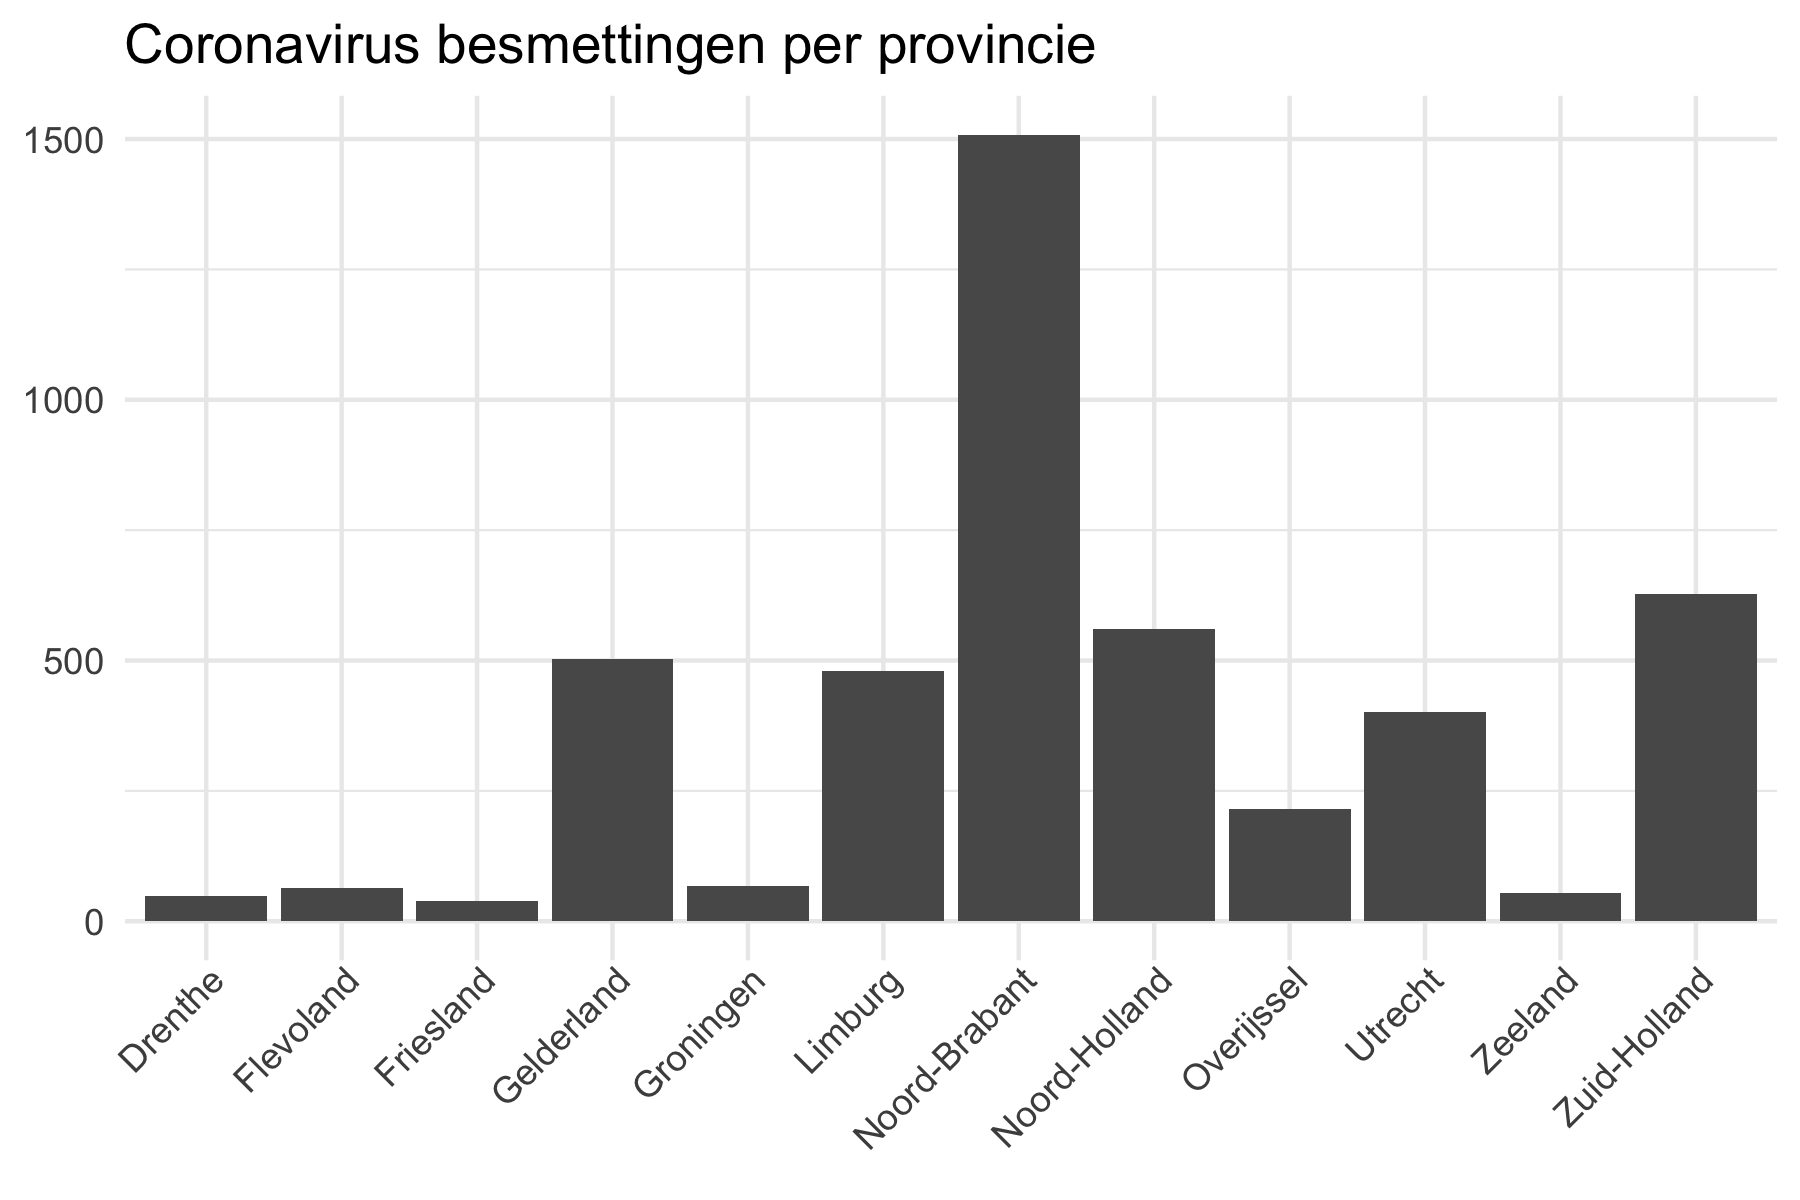 Coronavirus besmettingen per provincie
1500
1000
500
0
Drenthe
Flevoland
Friesland
Gelderland
Groningen
Limburg
Noord-Brabant
Noord-Holland
Overijssel
Utrecht
Zeeland
Zuid-Holland